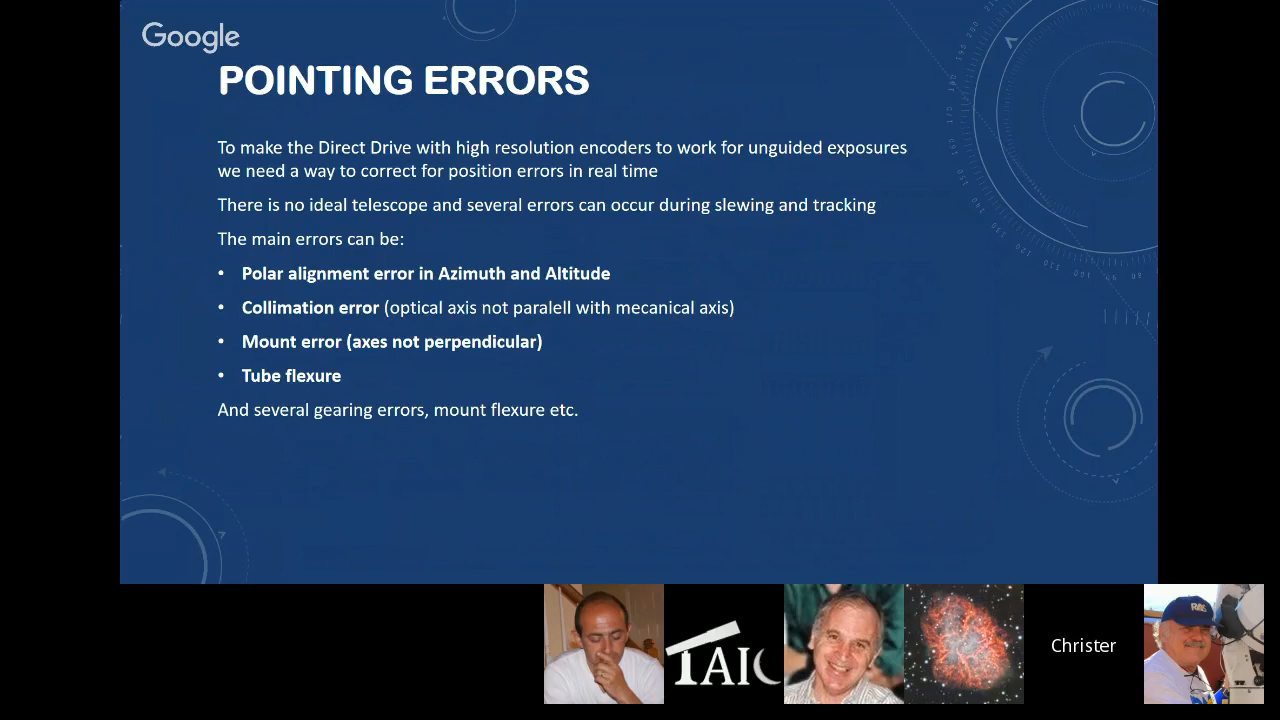 Google
POINTING ERRORS
To make the Direct Drive with high resolution encoders to work for unguided exposures
we need a way to correct for position errors in real time
There is no ideal telescope and several errors can occur during slewing and tracking
The main errors can be:
• Polar alignment error in Azimuth and Altitude
• Collimation error (optical axis not paralell with mecanical axis)
• Mount error (axes not perpendicular)
• Tube flexure
And several gearing errors, mount flexure etc.
TAIC
Christer
RAS